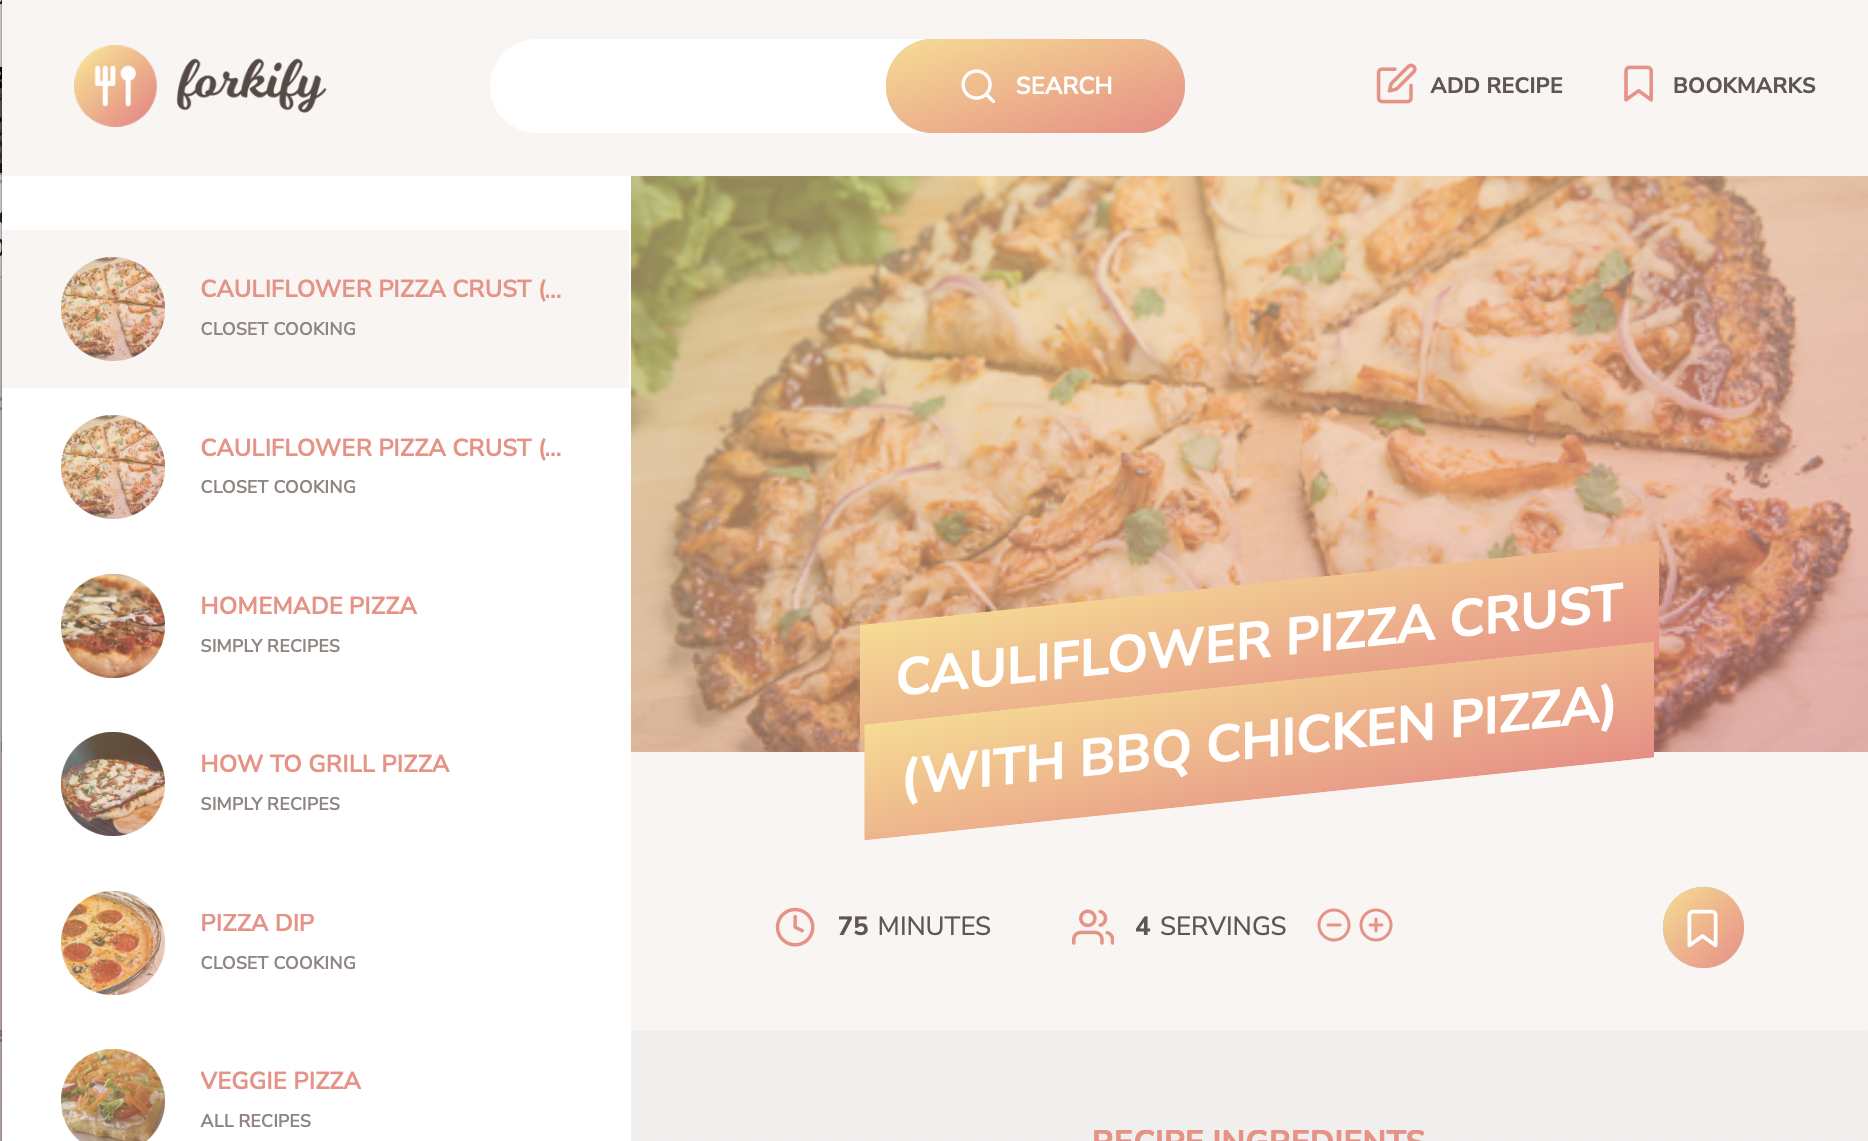 forkify
SEARCH
ADD RECIPE
BOOKMARKS
CAULIFLOWER PIZZA CRUST (...
CLOSET COOKING
CAULIFLOWER PIZZA CRUST (...
CLOSET COOKING
HOMEMADE PIZZA
SIMPLY RECIPES
HOW TO GRILL PIZZA
SIMPLY RECIPES
PIZZA DIP
CLOSET COOKING
VEGGIE PIZZA
ALL RECIPES
CAULIFLOWER PIZZA CRUST
(WITH BBQ CHICKEN PIZZA)
75 MINUTES
4 SERVINGS
RECIPE INGREDIENTS